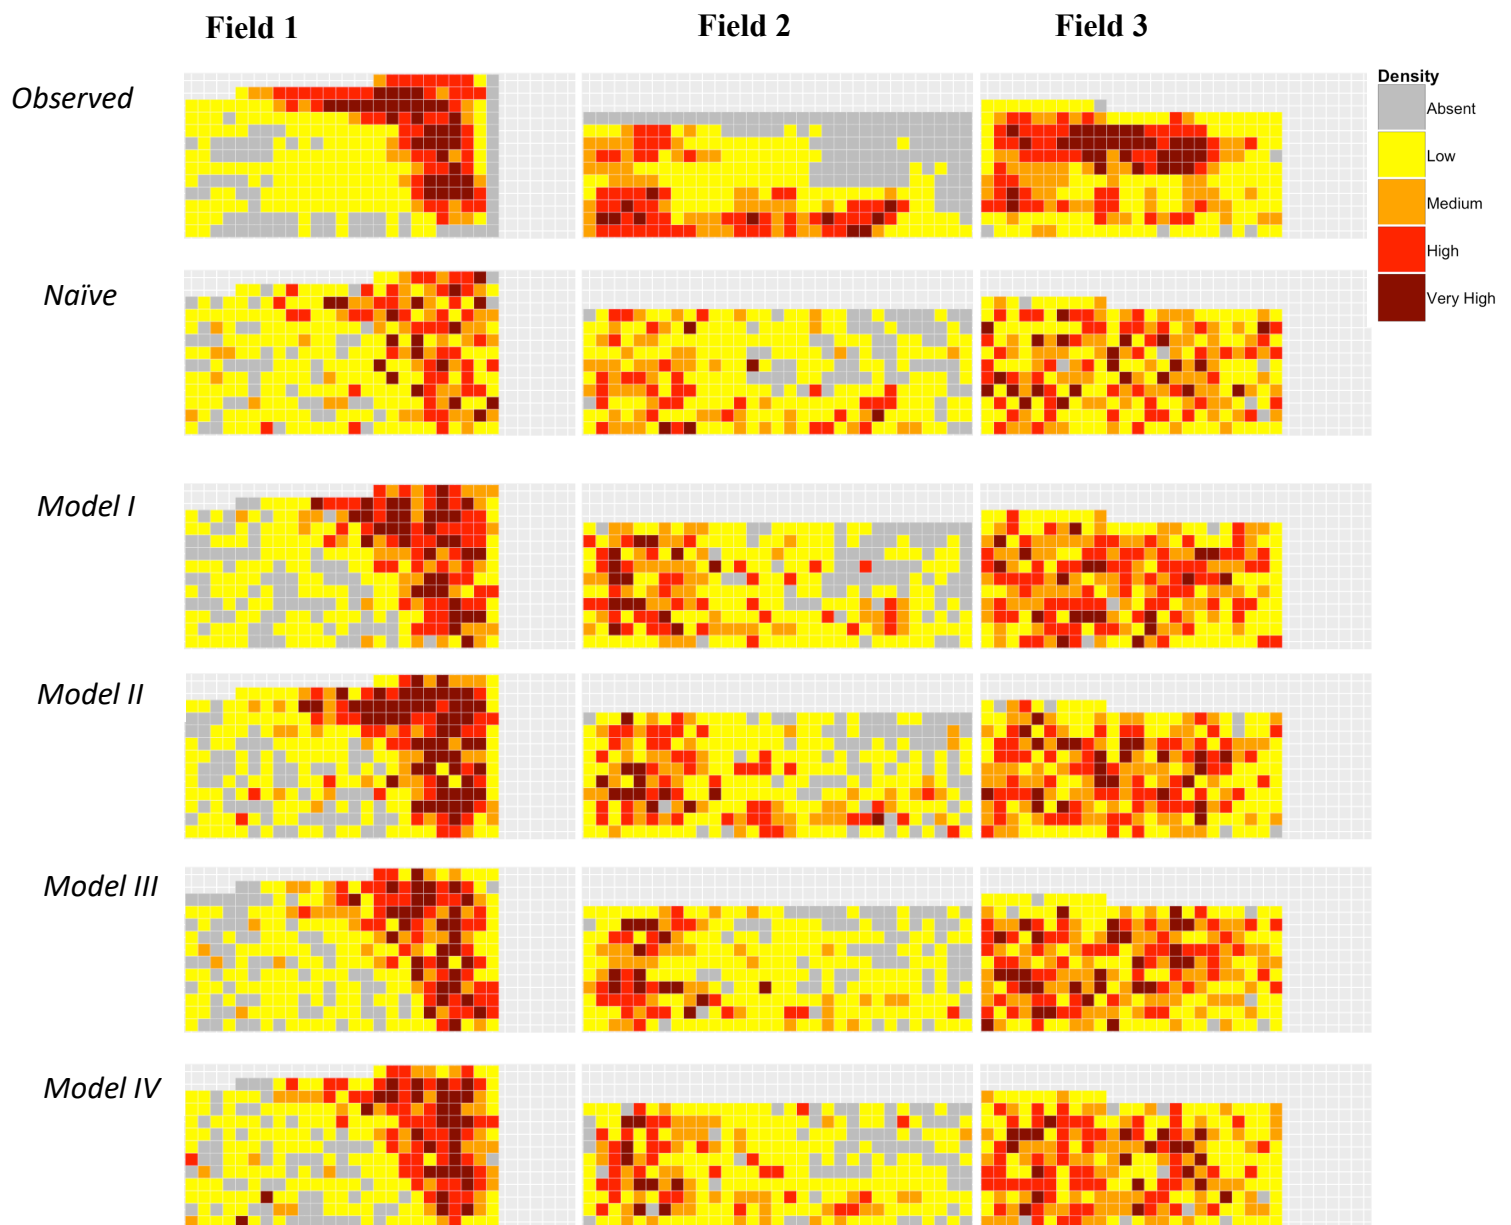 Field 1 Field 2 Field 3
Density
Observed
Absent
Low
Medium
High
Very High
Naïve
Model I
Model II
Model III
Model IV